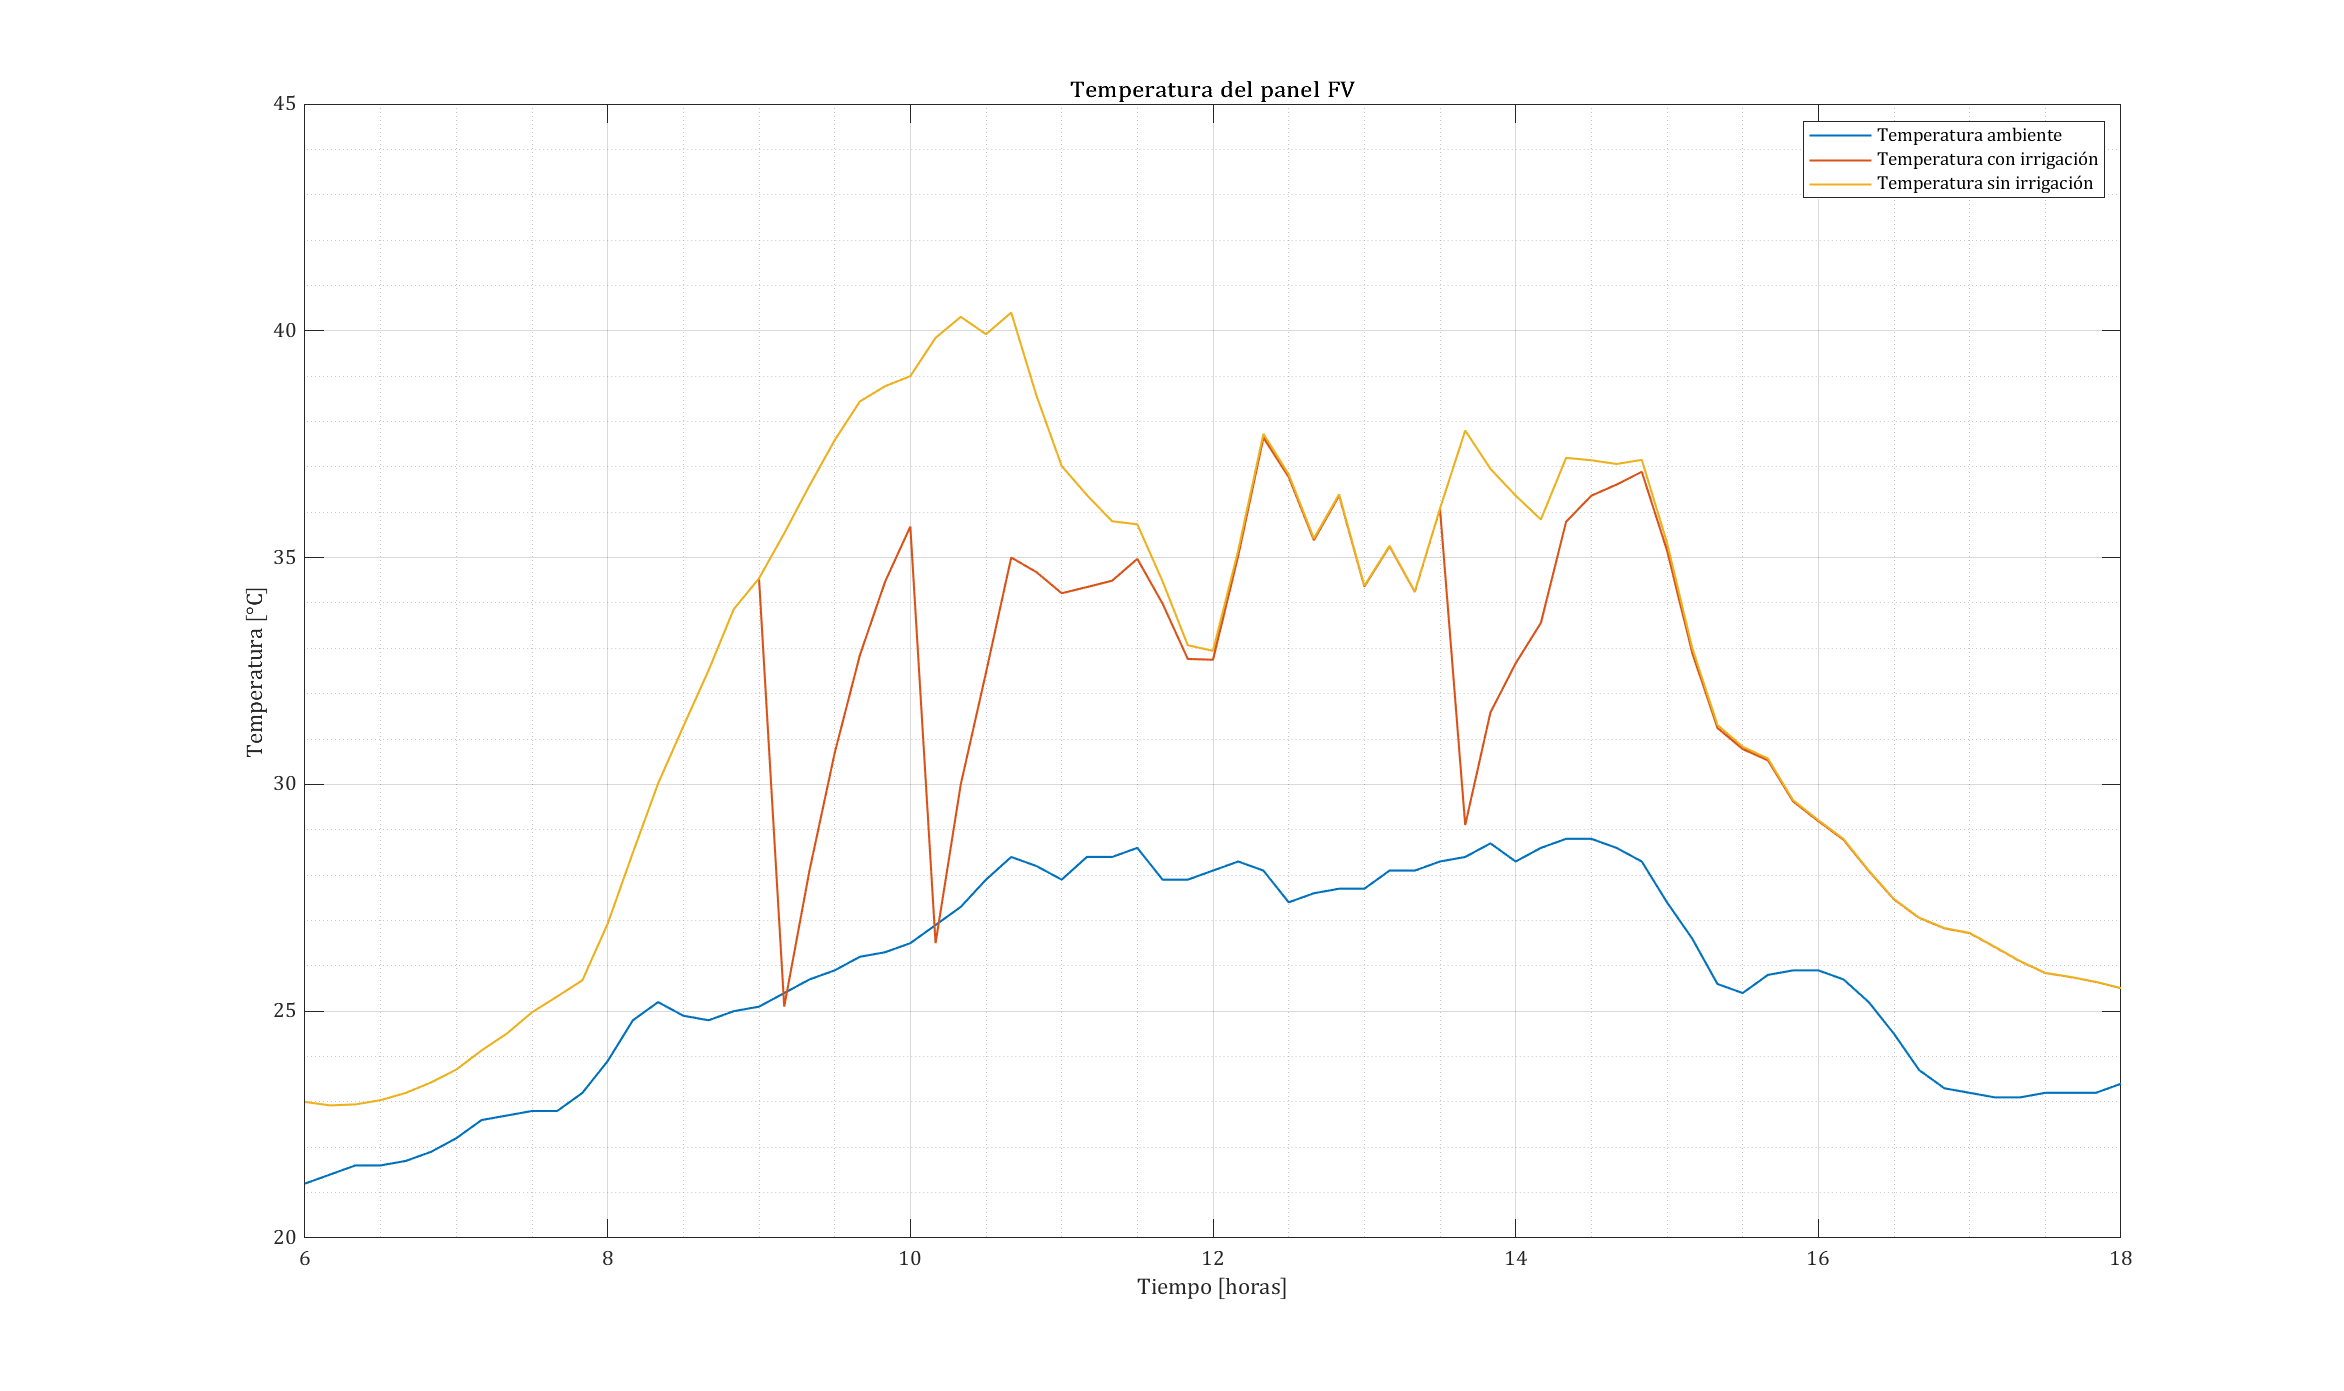 Temperatura del panel FV
Temperatura ambiente
Temperatura con irrigación
Temperatura sin irrigación
45
40
35
30
25
20
Temperatura [°C]
6 8 10 12 14 16 18
Tiempo [horas]